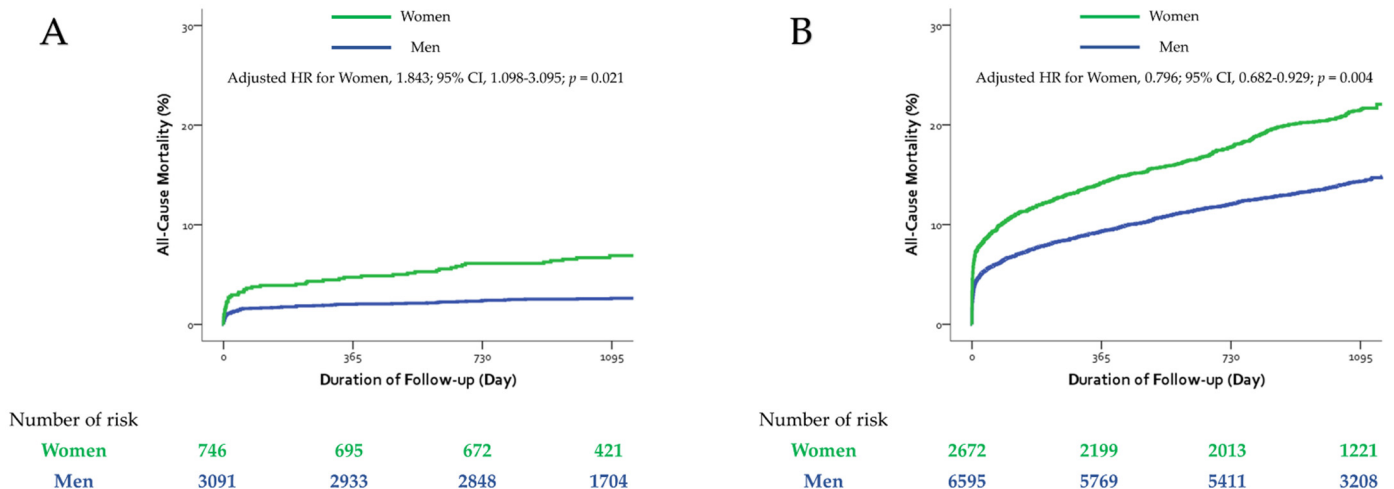 A
Women
Men
Adjusted HR for Women, 1.843; 95% CI, 1.098-3.095; p = 0.021
All-Cause Mortality (%)
30
20
10
0
0 365 730 1095
Duration of Follow-up (Day)
Number of risk
Women 746 695 672 421
Men 3091 2933 2848 1704
B
Women
Men
Adjusted HR for Women, 0.796; 95% CI, 0.682-0.929; p = 0.004
All-Cause Mortality (%)
30
20
10
0
0 365 730 1095
Duration of Follow-up (Day)
Number of risk
Women 2672 2199 2013 1221
Men 6595 5769 5411 3208